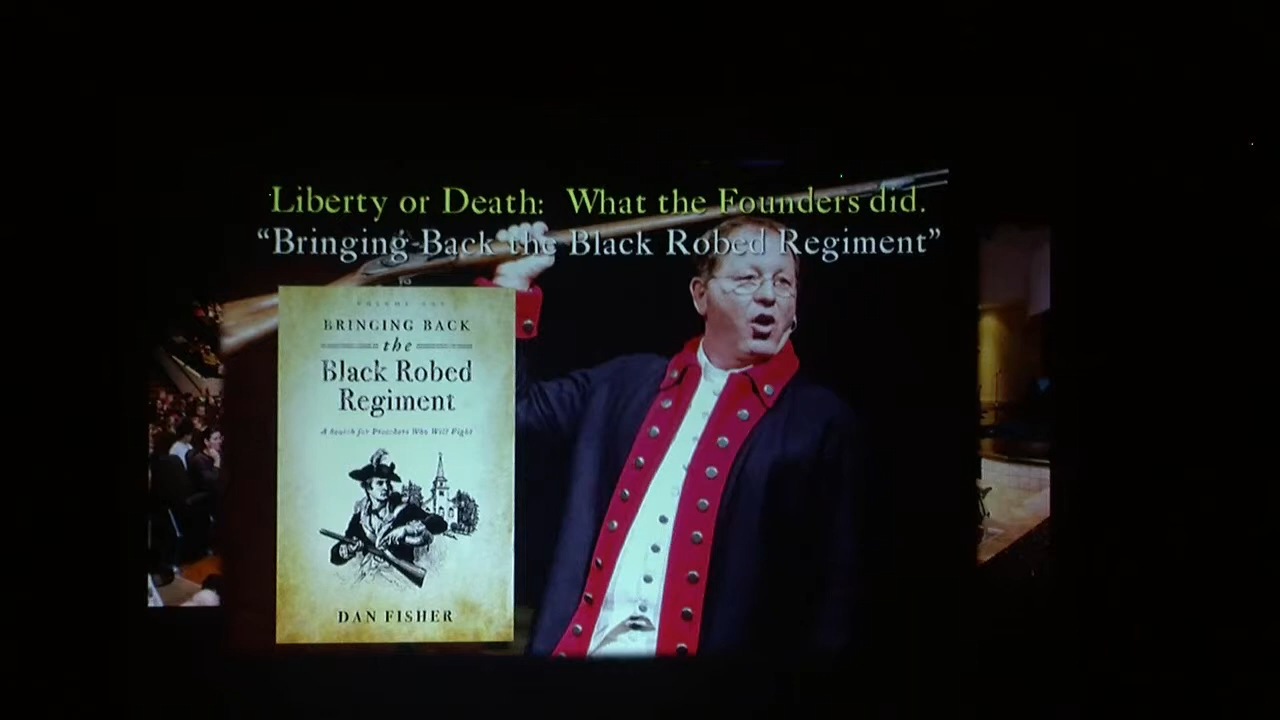 Liberty or Death: What the Founders did.
“Bringing Back the Black Robed Regiment”
VOLUME ONE
BRINGING BACK
the
Black Robed
Regiment
A Search for Preachers Who Will Fight
DAN FISHER